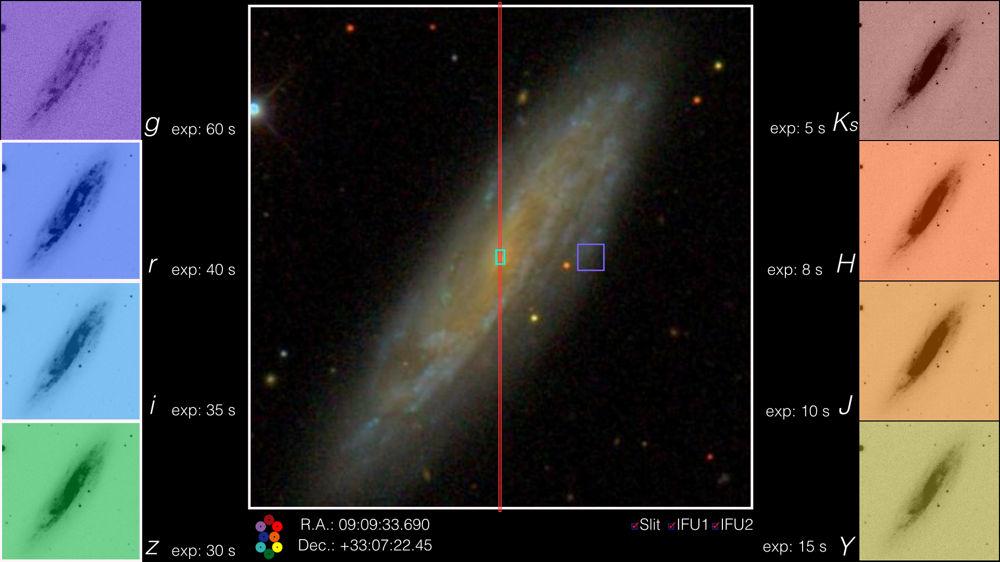 g exp: 60 s
r exp: 40 s
i exp: 35 s
z exp: 30 s
R.A.: 09:09:33.690
Dec.: +33:07:22.45
Slit IFU1 IFU2
exp: 5 s Ks
exp: 8 s H
exp: 10 s J
exp: 15 s Y